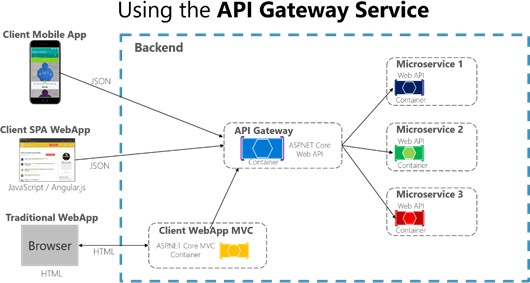 Using the API Gateway Service
Client Mobile App
Backend
JSON
Microservice 1
Web API
Container
Client SPA WebApp
JSON
JavaScript / Angular.js
API Gateway
ASP.NET Core
Web API
Container
Microservice 2
Web API
Container
Traditional WebApp
Browser
HTML
HTML
Client WebApp MVC
ASP.NET Core MVC
Container
Microservice 3
Web API
Container